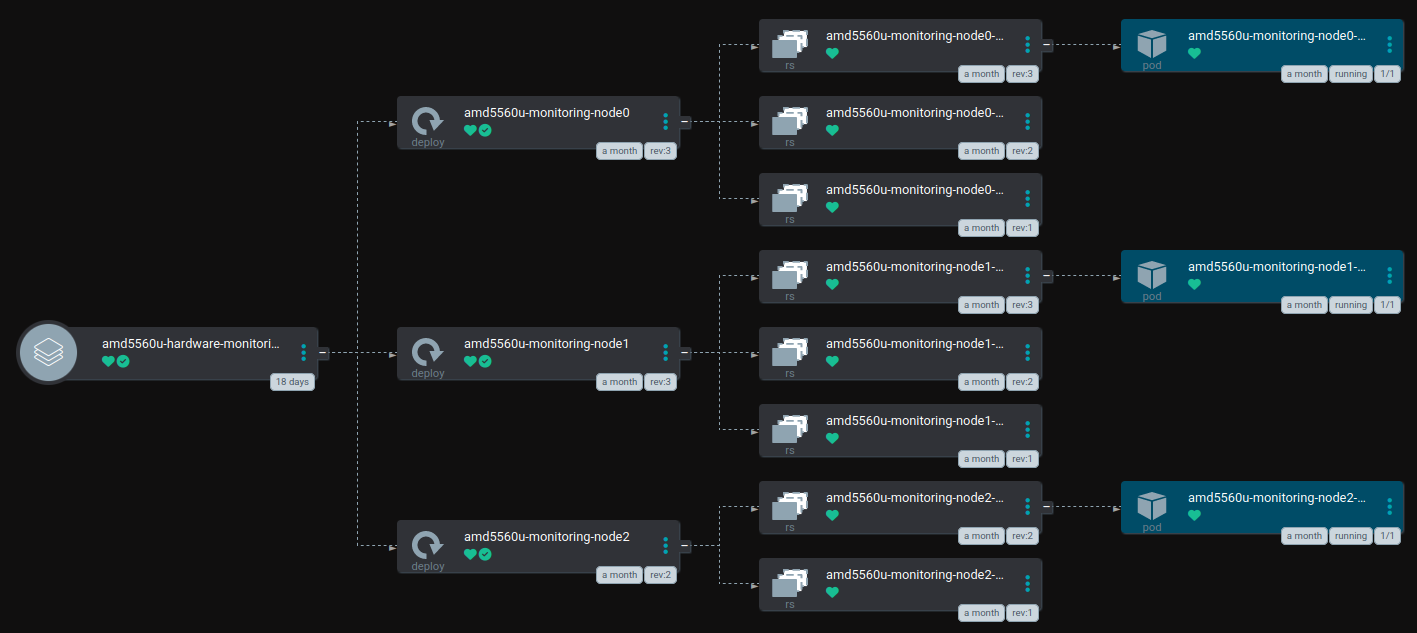 amd5560u-hardware-monitori...
18 days
amd5560u-monitoring-node0
deploy
a month rev:3
amd5560u-monitoring-node0-...
rs
a month rev:3
amd5560u-monitoring-node0-...
pod
a month running 1/1
amd5560u-monitoring-node0-...
rs
a month rev:2
amd5560u-monitoring-node0-...
rs
a month rev:1
amd5560u-monitoring-node1
deploy
a month rev:3
amd5560u-monitoring-node1-...
rs
a month rev:3
amd5560u-monitoring-node1-...
pod
a month running 1/1
amd5560u-monitoring-node1-...
rs
a month rev:2
amd5560u-monitoring-node1-...
rs
a month rev:1
amd5560u-monitoring-node2
deploy
a month rev:2
amd5560u-monitoring-node2-...
rs
a month rev:2
amd5560u-monitoring-node2-...
pod
a month running 1/1
amd5560u-monitoring-node2-...
rs
a month rev:1